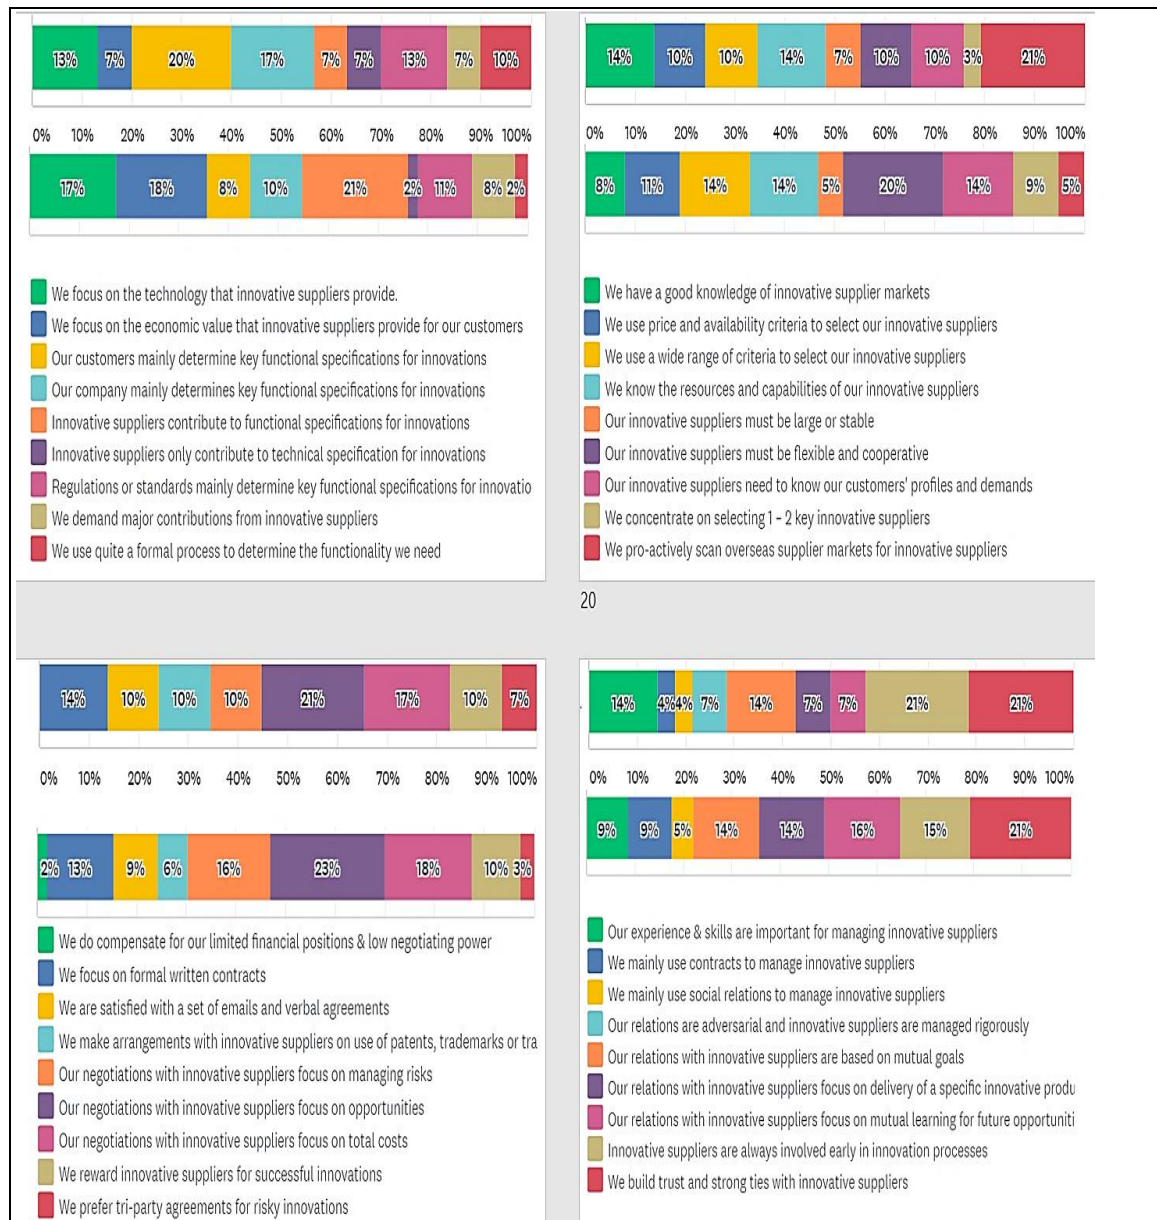 13% 7% 20% 17% 7% 7% 13% 7% 10%
0% 10% 20% 30% 40% 50% 60% 70% 80% 90% 100%
17% 18% 8% 10% 21% 2% 11% 8% 2%
We focus on the technology that innovative suppliers provide.
We focus on the economic value that innovative suppliers provide for our customers
Our customers mainly determine key functional specifications for innovations
Our company mainly determines key functional specifications for innovations
Innovative suppliers contribute to functional specifications for innovations
Innovative suppliers only contribute to technical specification for innovations
Regulations or standards mainly determine key functional specifications for innovatio
We demand major contributions from innovative suppliers
We use quite a formal process to determine the functionality we need
14% 10% 10% 14% 7% 10% 10% 3% 21%
0% 10% 20% 30% 40% 50% 60% 70% 80% 90% 100%
8% 11% 14% 14% 5% 20% 14% 9% 5%
We have a good knowledge of innovative supplier markets
We use price and availability criteria to select our innovative suppliers
We use a wide range of criteria to select our innovative suppliers
We know the resources and capabilities of our innovative suppliers
Our innovative suppliers must be large or stable
Our innovative suppliers must be flexible and cooperative
Our innovative suppliers need to know our customers' profiles and demands
We concentrate on selecting 1 - 2 key innovative suppliers
We pro-actively scan overseas supplier markets for innovative suppliers
20
14% 10% 10% 10% 21% 17% 10% 7%
0% 10% 20% 30% 40% 50% 60% 70% 80% 90% 100%
2% 13% 9% 6% 16% 23% 18% 10% 3%
We do compensate for our limited financial positions & low negotiating power
We focus on formal written contracts
We are satisfied with a set of emails and verbal agreements
We make arrangements with innovative suppliers on use of patents, trademarks or tra
Our negotiations with innovative suppliers focus on managing risks
Our negotiations with innovative suppliers focus on opportunities
Our negotiations with innovative suppliers focus on total costs
We reward innovative suppliers for successful innovations
We prefer tri-party agreements for risky innovations
14% 4% 4% 7% 14% 7% 7% 21% 21%
0% 10% 20% 30% 40% 50% 60% 70% 80% 90% 100%
9% 9% 5% 14% 14% 16% 15% 21%
Our experience & skills are important for managing innovative suppliers
We mainly use contracts to manage innovative suppliers
We mainly use social relations to manage innovative suppliers
Our relations are adversarial and innovative suppliers are managed rigorously
Our relations with innovative suppliers are based on mutual goals
Our relations with innovative suppliers focus on delivery of a specific innovative produ
Our relations with innovative suppliers focus on mutual learning for future opportuniti
Innovative suppliers are always involved early in innovation processes
We build trust and strong ties with innovative suppliers